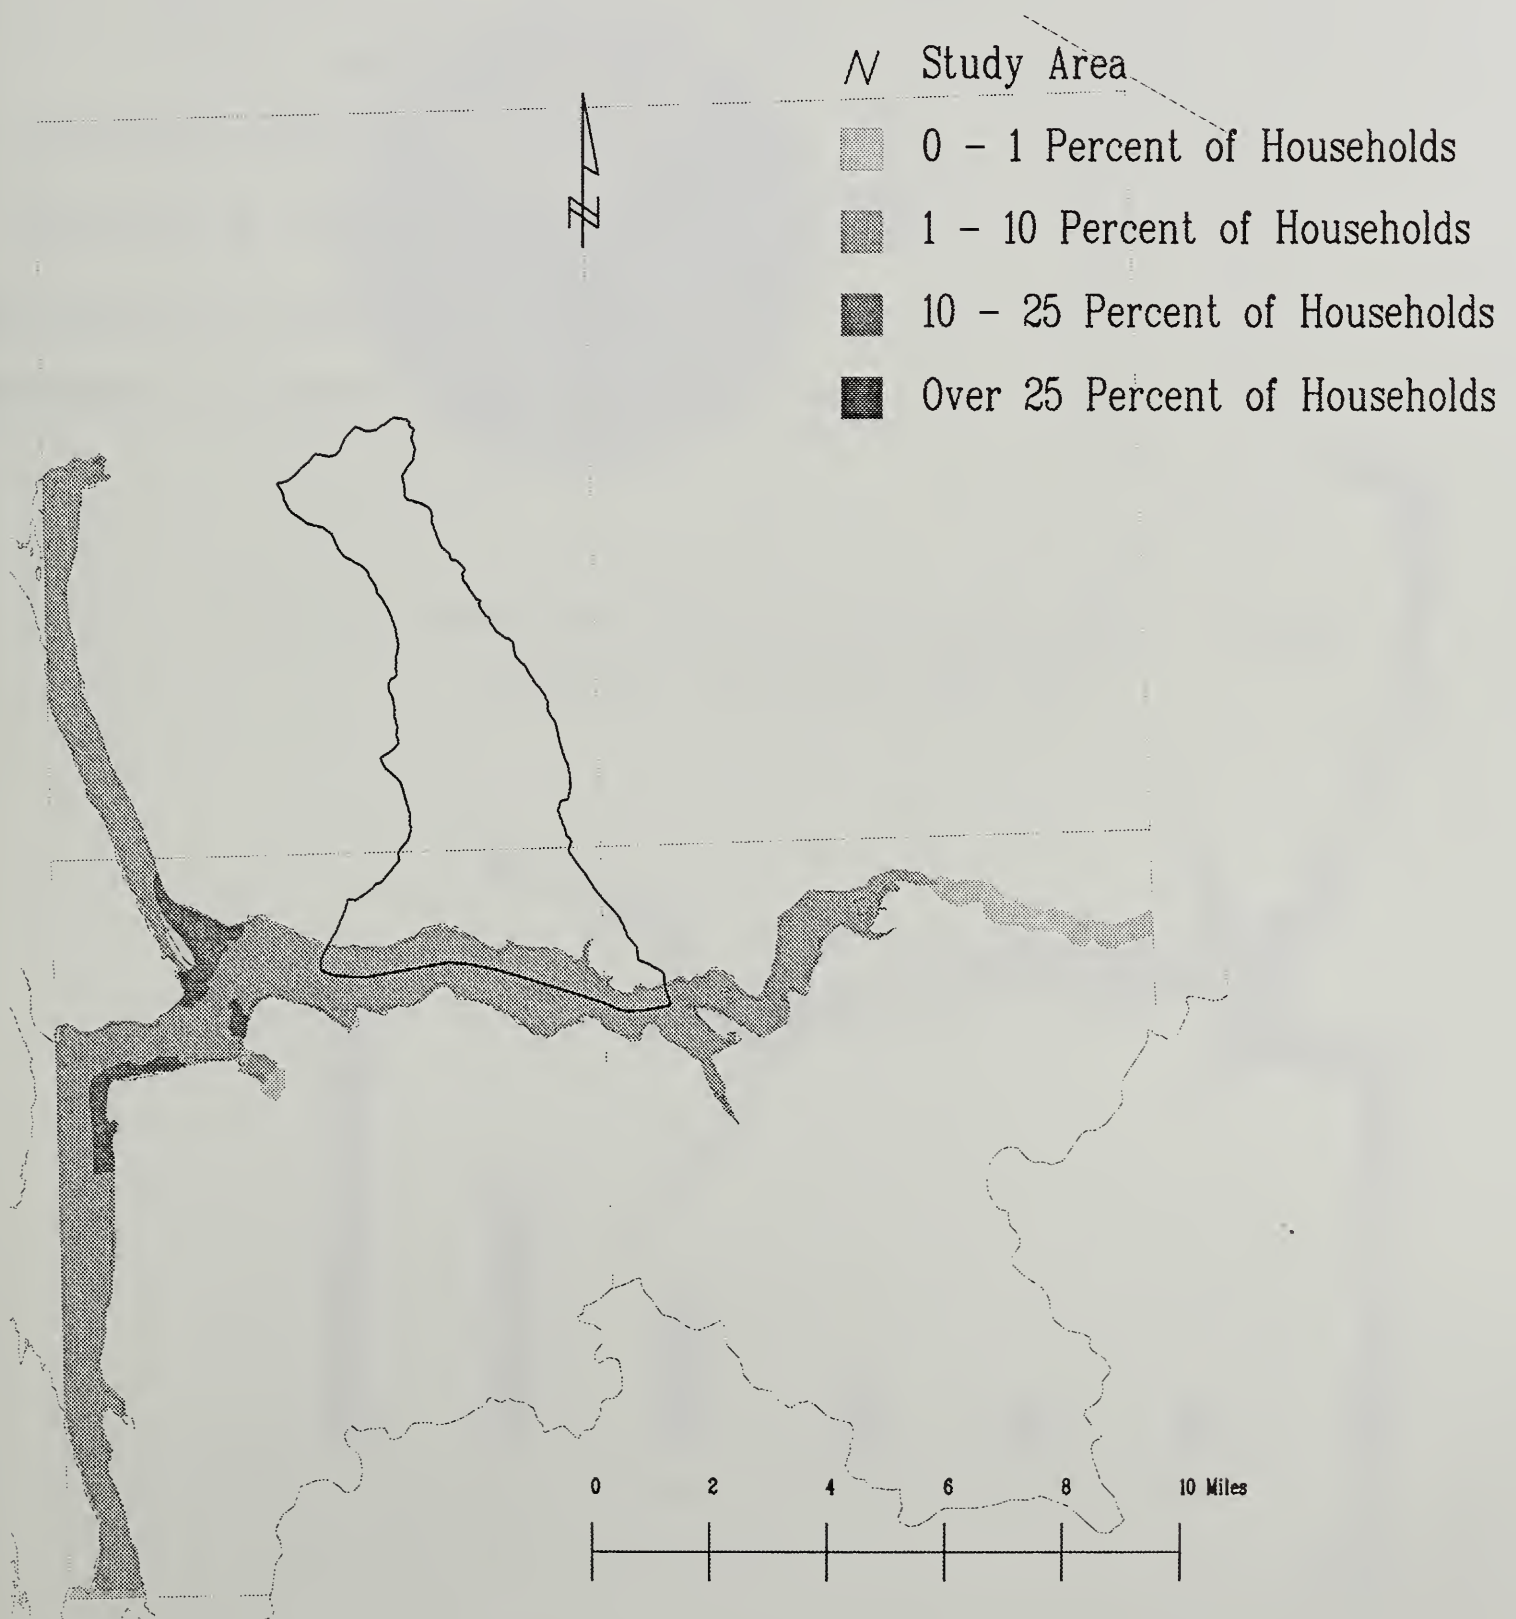 Study Area
0 - 1 Percent of Households
1 - 10 Percent of Households
10 - 25 Percent of Households
Over 25 Percent of Households
0 2 4 6 8 10 Miles